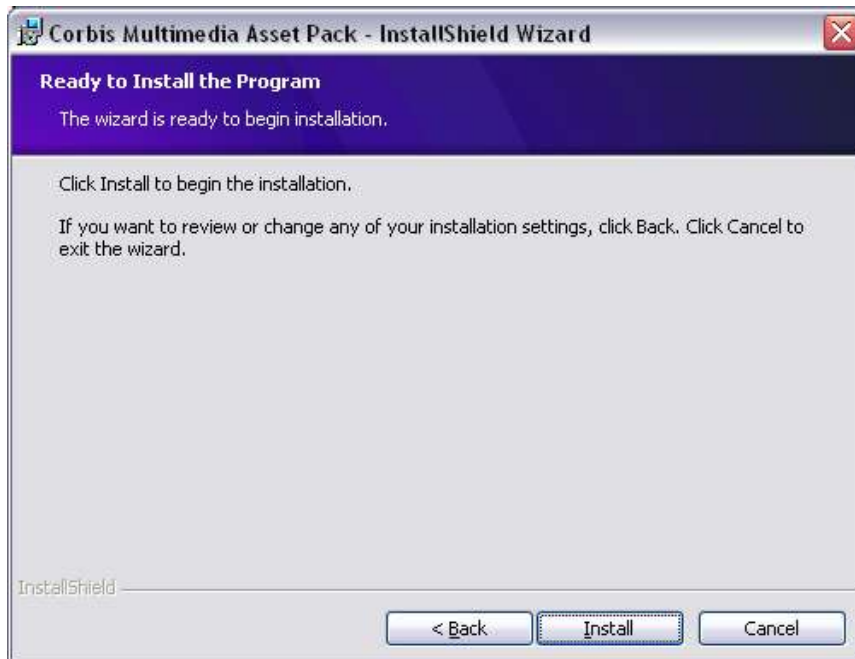 Corbis Multimedia Asset Pack - InstallShield Wizard
Ready to Install the Program
The wizard is ready to begin installation.
Click Install to begin the installation.
If you want to review or change any of your installation settings, click Back. Click Cancel to
exit the wizard.
InstallShield
< Back
Install
Cancel